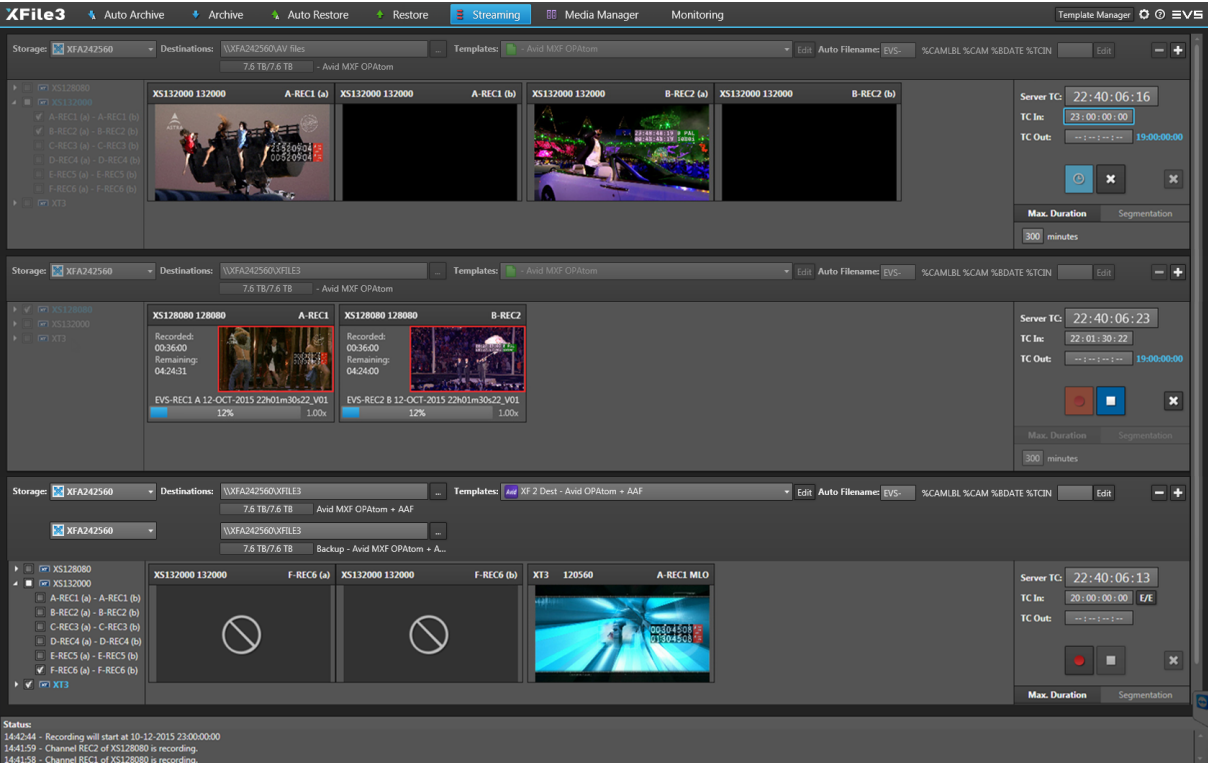 XFile3 Auto Archive Archive Auto Restore Restore Streaming Media Manager Monitoring Template Manager EVS
Storage: XFA242560 Destinations: \\XFA242560\AV files ... Templates: - Avid MXF OPAtom Edit Auto Filename: EVS- %CAMLBL %CAM %BDATE %TCIN Edit
7.6 TB/7.6 TB - Avid MXF OPAtom
XS128080
XS132000
A-REC1 (a) - A-REC1 (b)
B-REC2 (a) - B-REC2 (b)
C-REC3 (a) - C-REC3 (b)
D-REC4 (a) - D-REC4 (b)
E-REC5 (a) - E-REC5 (b)
F-REC6 (a) - F-REC6 (b)
XT3
XS132000 132000 A-REC1 (a) XS132000 132000 A-REC1 (b) XS132000 132000 B-REC2 (a) XS132000 132000 B-REC2 (b)
ASTRA
23520904
00520904
Server TC: 22:40:06:16
TC In: 23:00:00:00
TC Out: --:--:--:-- 19:00:00:00
Max. Duration Segmentation
300 minutes
Storage: XFA242560 Destinations: \\XFA242560\XFILE3 ... Templates: - Avid MXF OPAtom Edit Auto Filename: EVS- %CAMLBL %CAM %BDATE %TCIN Edit
7.6 TB/7.6 TB - Avid MXF OPAtom
XS128080
XS132000
XT3
XS128080 128080 A-REC1 XS128080 128080 B-REC2
Recorded: Recorded:
00:36:00 00:36:00
Remaining: Remaining:
04:24:31 04:24:00
EVS-REC1 A 12-OCT-2015 22h01m30s22_V01 EVS-REC2 B 12-OCT-2015 22h01m30s22_V01
12% 1.00x 12% 1.00x
Server TC: 22:40:06:23
TC In: 22:01:30:22
TC Out: --:--:--:-- 19:00:00:00
Max. Duration Segmentation
300 minutes
Storage: XFA242560 Destinations: \\XFA242560\XFILE3 ... Templates: Avid XF 2 Dest - Avid OPAtom + AAF Edit Auto Filename: EVS- %CAMLBL %CAM %BDATE %TCIN Edit
7.6 TB/7.6 TB Avid MXF OPAtom + AAF
XFA242560 \\XFA242560\XFILE3 ...
7.6 TB/7.6 TB Backup - Avid MXF OPAtom + A...
XS128080
XS132000
A-REC1 (a) - A-REC1 (b)
B-REC2 (a) - B-REC2 (b)
C-REC3 (a) - C-REC3 (b)
D-REC4 (a) - D-REC4 (b)
E-REC5 (a) - E-REC5 (b)
F-REC6 (a) - F-REC6 (b)
XT3
XS132000 132000 F-REC6 (a) XS132000 132000 F-REC6 (b) XT3 120560 A-REC1 MLO
00304508
01304508
Server TC: 22:40:06:13
TC In: 20:00:00:00 E/E
TC Out: --:--:--:--
Max. Duration Segmentation
Status:
14:42:44 - Recording will start at 10-12-2015 23:00:00:00
14:41:59 - Channel REC2 of XS128080 is recording.
14:41:58 - Channel REC1 of XS128080 is recording.